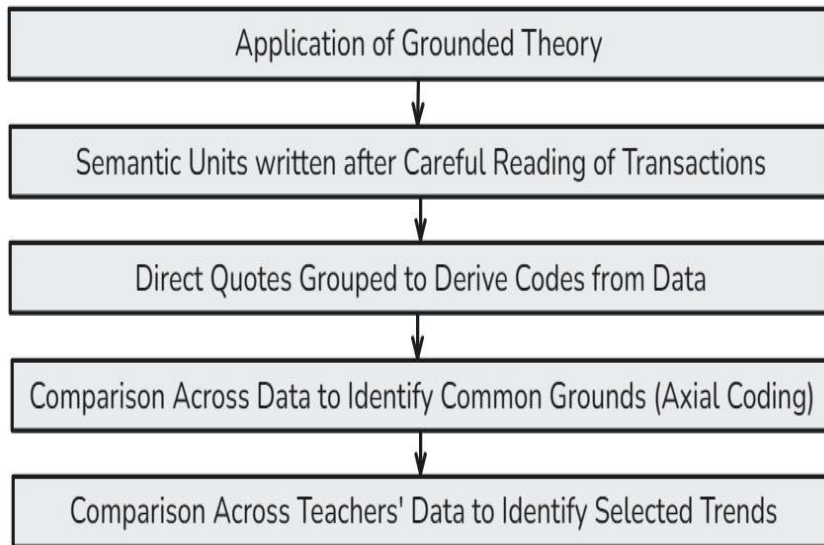 Application of Grounded Theory
Semantic Units written after Careful Reading of Transactions
Direct Quotes Grouped to Derive Codes from Data
Comparison Across Data to Identify Common Grounds (Axial Coding)
Comparison Across Teachers' Data to Identify Selected Trends